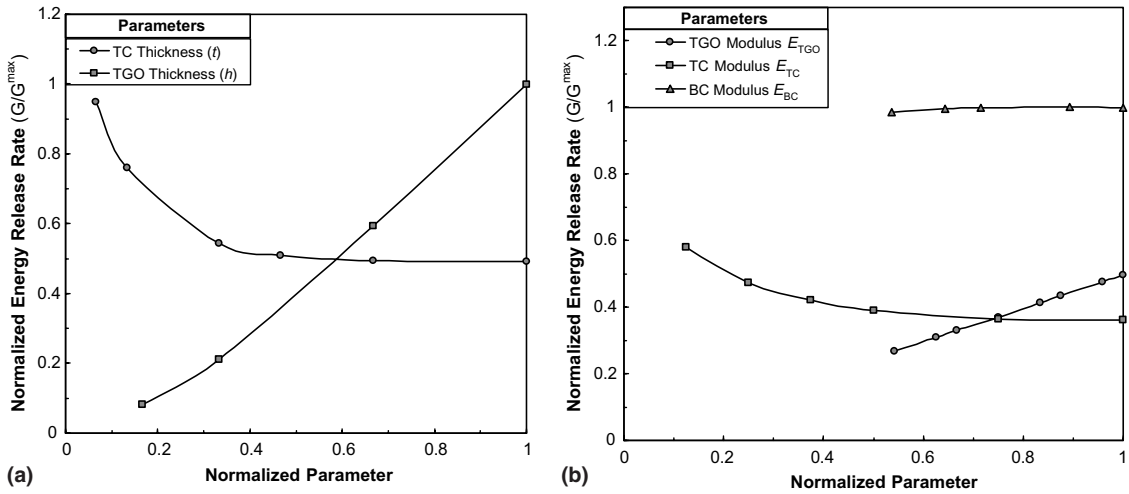 Parameters
TC Thickness (t)
TGO Thickness (h)
1.2
1
0.8
0.6
0.4
0.2
0
0 0.2 0.4 0.6 0.8 1
Normalized Energy Release Rate (G/G^max)
Normalized Parameter
(a)
Parameters
TGO Modulus E_TGO
TC Modulus E_TC
BC Modulus E_BC
1.2
1
0.8
0.6
0.4
0.2
0
0 0.2 0.4 0.6 0.8 1
Normalized Energy Release Rate (G/G^max)
Normalized Parameter
(b)